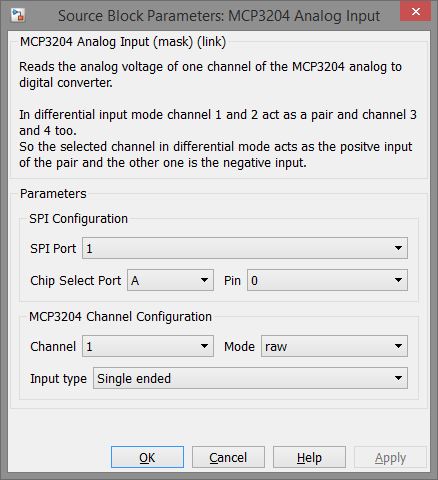 Source Block Parameters: MCP3204 Analog Input
MCP3204 Analog Input (mask) (link)
Reads the analog voltage of one channel of the MCP3204 analog to
digital converter.
In differential input mode channel 1 and 2 act as a pair and channel 3
and 4 too.
So the selected channel in differential mode acts as the positve input
of the pair and the other one is the negative input.
Parameters
SPI Configuration
SPI Port 1
Chip Select Port A Pin 0
MCP3204 Channel Configuration
Channel 1 Mode raw
Input type Single ended
OK Cancel Help Apply